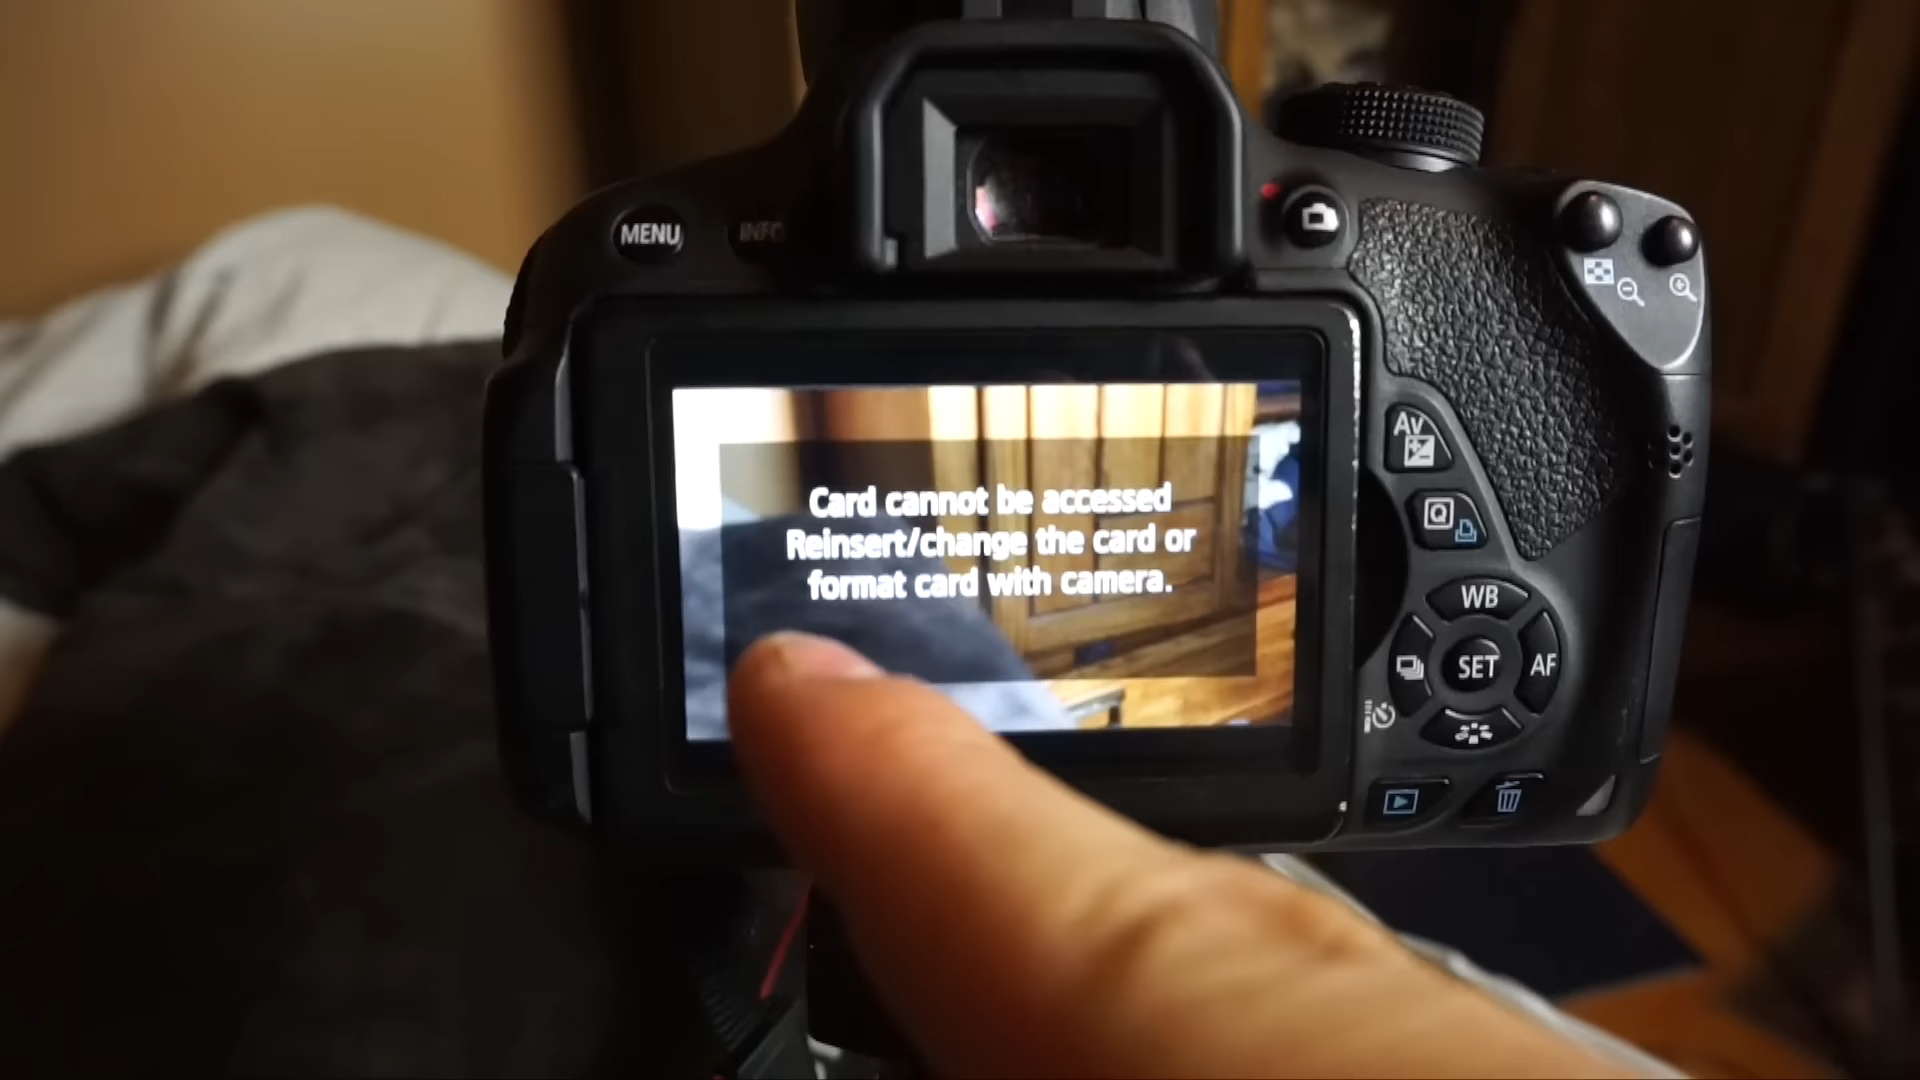 MENU
INFO
Card cannot be accessed
Reinsert/change the card or
format card with camera.
Av
Q
WB
SET
AF